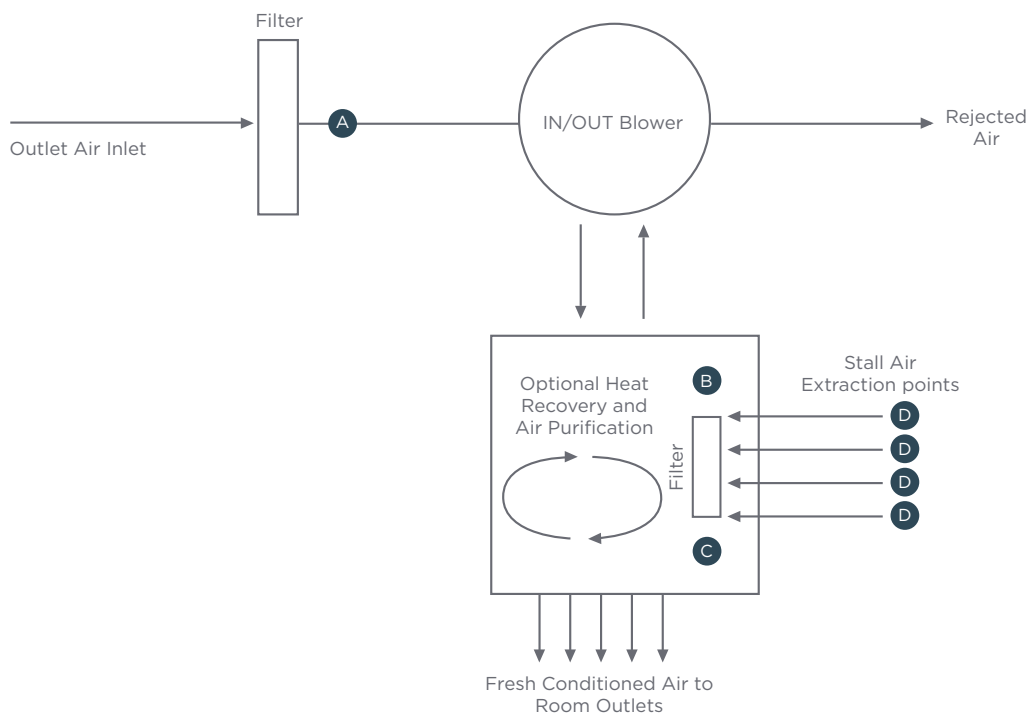 Filter
A
IN/OUT Blower
Outlet Air Inlet
Rejected
Air
Optional Heat
Recovery and
Air Purification
B
Filter
C
Stall Air
Extraction points
D
D
D
D
Fresh Conditioned Air to
Room Outlets